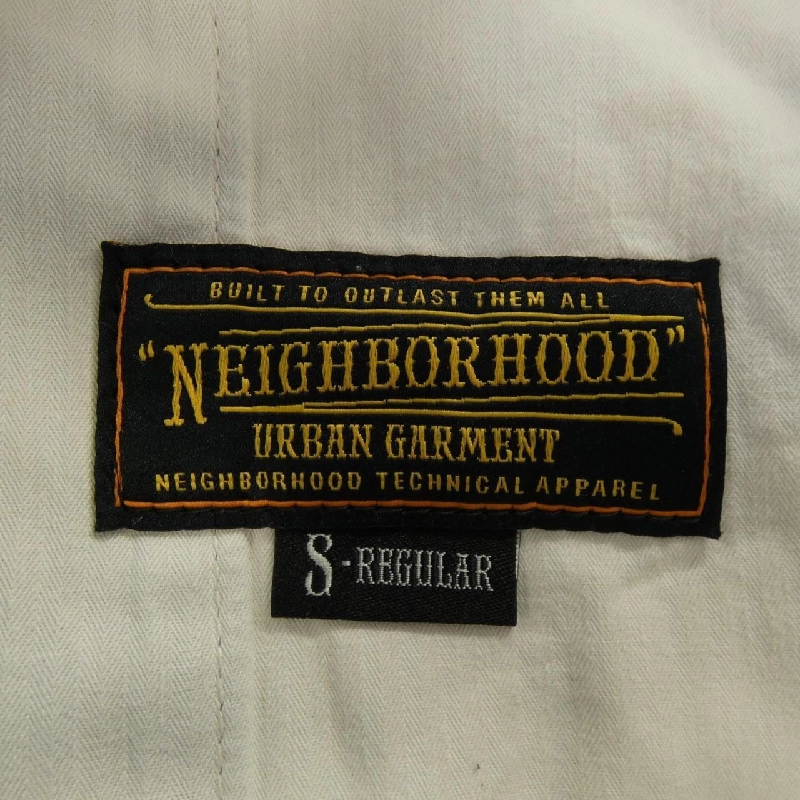 BUILT TO OUTLAST THEM ALL
"NEIGHBORHOOD"
URBAN GARMENT
NEIGHBORHOOD TECHNICAL APPAREL
S-REGULAR